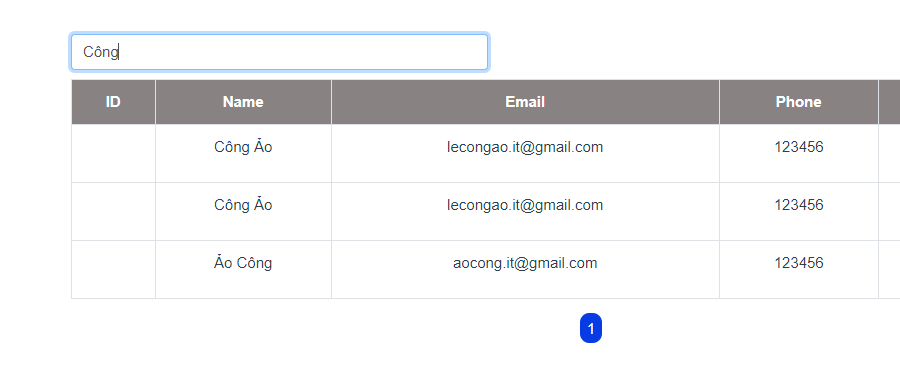 Công
ID Name Email Phone
Công Ảo lecongao.it@gmail.com 123456
Công Ảo lecongao.it@gmail.com 123456
Ảo Công aocong.it@gmail.com 123456
1